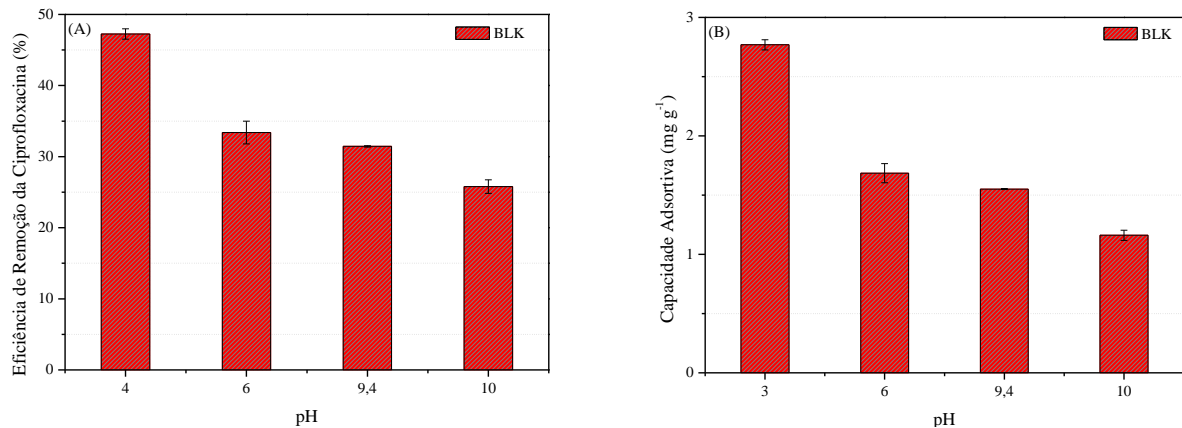 (A)
BLK
Eficiência de Remoção da Ciprofloxacina (%)
50
40
30
20
10
0
4 6 9,4 10
pH
(B)
BLK
Capacidade Adsortiva (mg g⁻¹)
3
2
1
0
3 6 9,4 10
pH